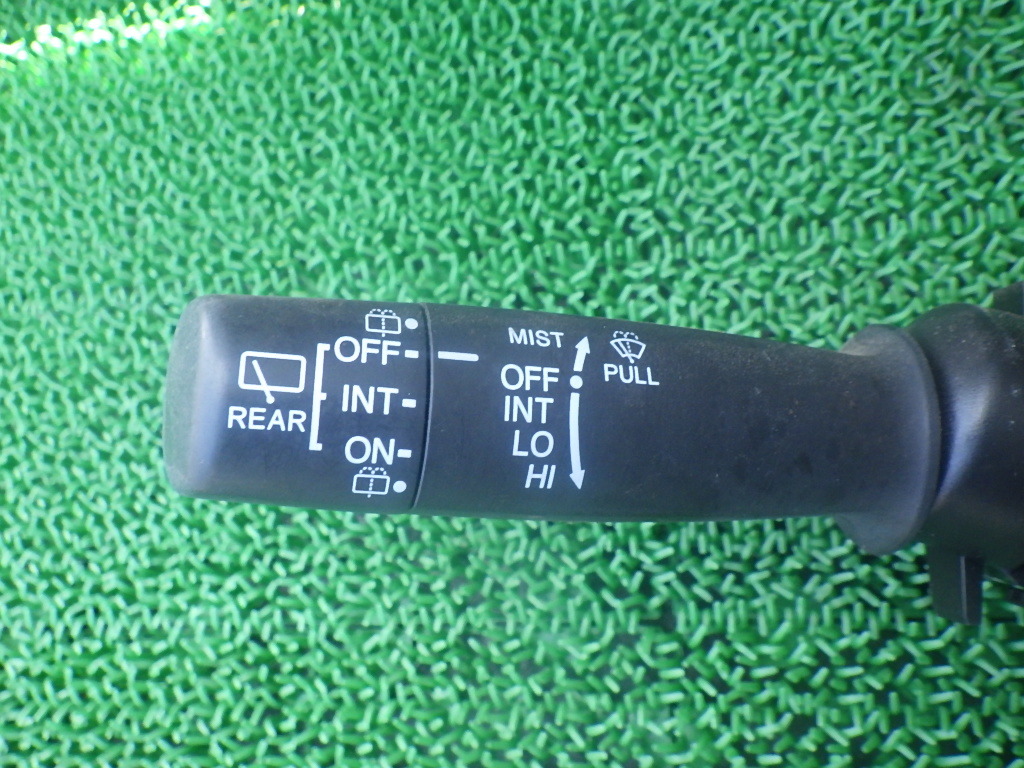 OFF
INT
ON
REAR
MIST
OFF
INT
LO
HI
PULL